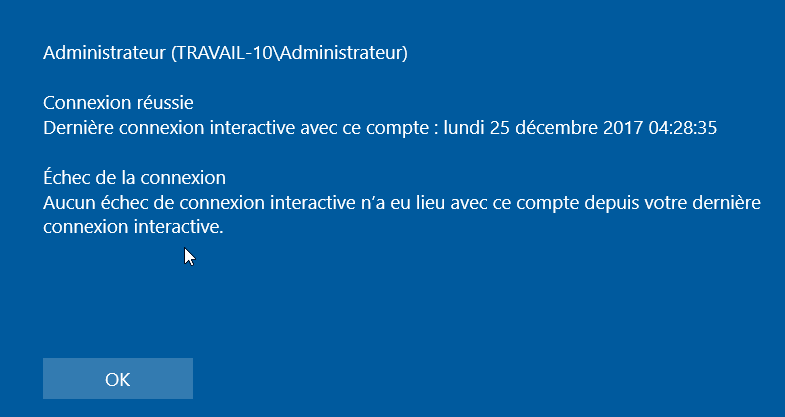 Administrateur (TRAVAIL-10\Administrateur)
Connexion réussie
Dernière connexion interactive avec ce compte : lundi 25 décembre 2017 04:28:35
Échec de la connexion
Aucun échec de connexion interactive n’a eu lieu avec ce compte depuis votre dernière
connexion interactive.
OK